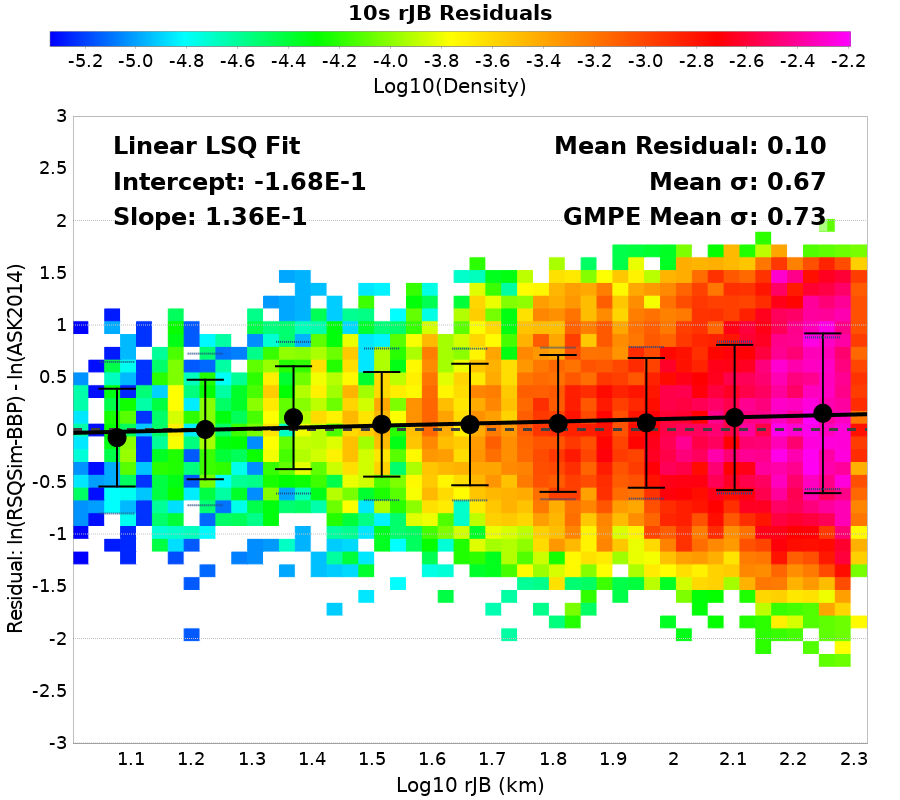 10s rJB Residuals
-5.2 -5.0 -4.8 -4.6 -4.4 -4.2 -4.0 -3.8 -3.6 -3.4 -3.2 -3.0 -2.8 -2.6 -2.4 -2.2
Log10(Density)
Linear LSQ Fit
Intercept: -1.68E-1
Slope: 1.36E-1
Mean Residual: 0.10
Mean σ: 0.67
GMPE Mean σ: 0.73
Residual: ln(RSQSim-BBP) - ln(ASK2014)
3
2.5
2
1.5
1
0.5
0
-0.5
-1
-1.5
-2
-2.5
-3
1.1 1.2 1.3 1.4 1.5 1.6 1.7 1.8 1.9 2 2.1 2.2 2.3
Log10 rJB (km)